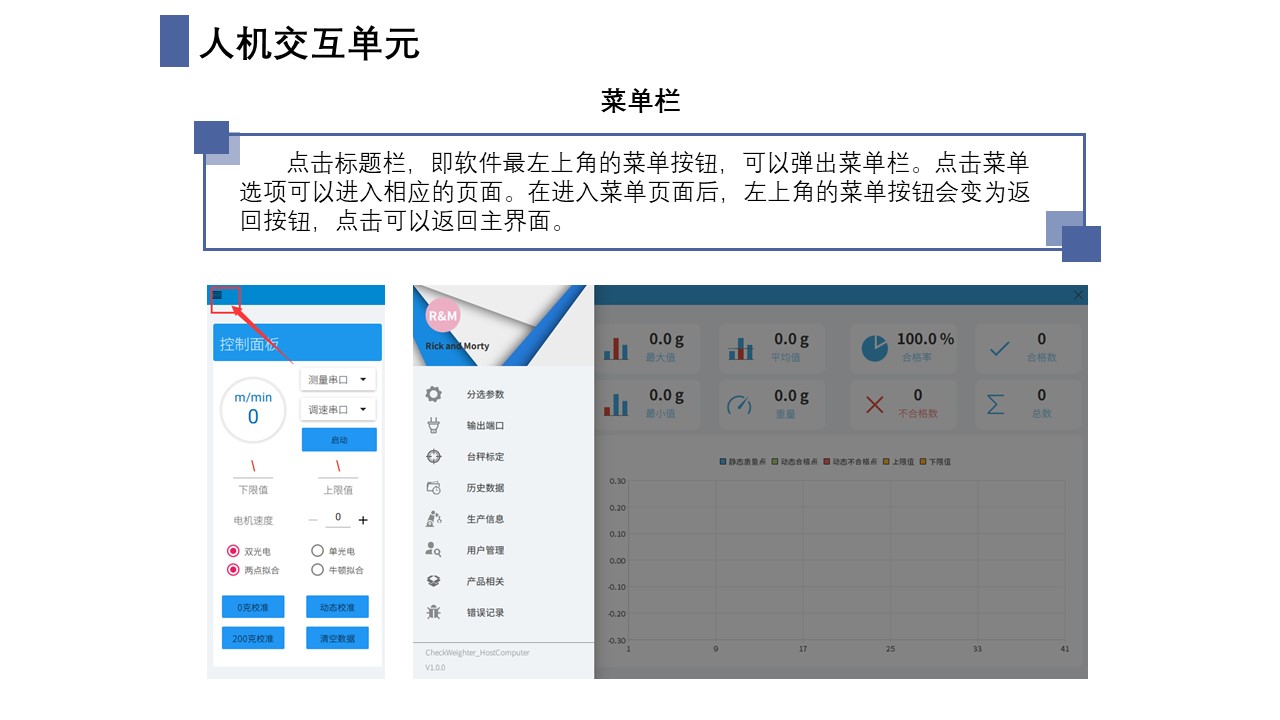 人机交互单元
菜单栏
点击标题栏，即软件最左上角的菜单按钮，可以弹出菜单栏。点击菜单
选项可以进入相应的页面。在进入菜单页面后，左上角的菜单按钮会变为返
回按钮，点击可以返回主界面。
控制面板
m/min
0
测量串口
调速串口
启动
\ \
下限值 上限值
电机速度 — 0 +
双光电 单光电
两点拟合 牛顿拟合
0克校准 动态校准
200克校准 清空数据
R&M
Rick and Morty
分选参数
输出端口
台秤标定
历史数据
生产信息
用户管理
产品相关
错误记录
CheckWeighter_HostComputer
V1.0.0
0.0 g 0.0 g 100.0 % 0
最大值 平均值 合格率 合格数
0.0 g 0.0 g 0 0
最小值 重量 不合格数 总数
静态质量点 动态合格点 动态不合格点 上限值 下限值
0.30
0.20
0.10
0.00
-0.10
-0.20
-0.30
1 9 17 25 33 41